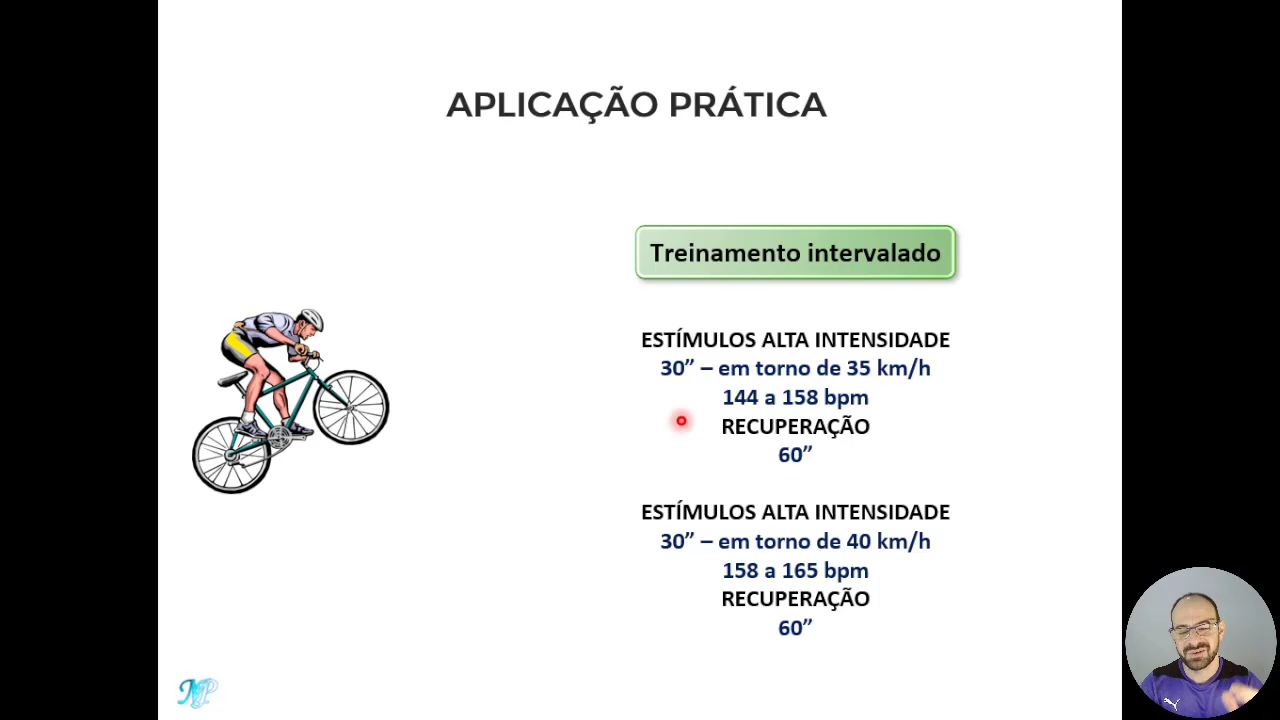 APLICAÇÃO PRÁTICA
Treinamento intervalado
ESTÍMULOS ALTA INTENSIDADE
30” – em torno de 35 km/h
144 a 158 bpm
RECUPERAÇÃO
60”
ESTÍMULOS ALTA INTENSIDADE
30” – em torno de 40 km/h
158 a 165 bpm
RECUPERAÇÃO
60”